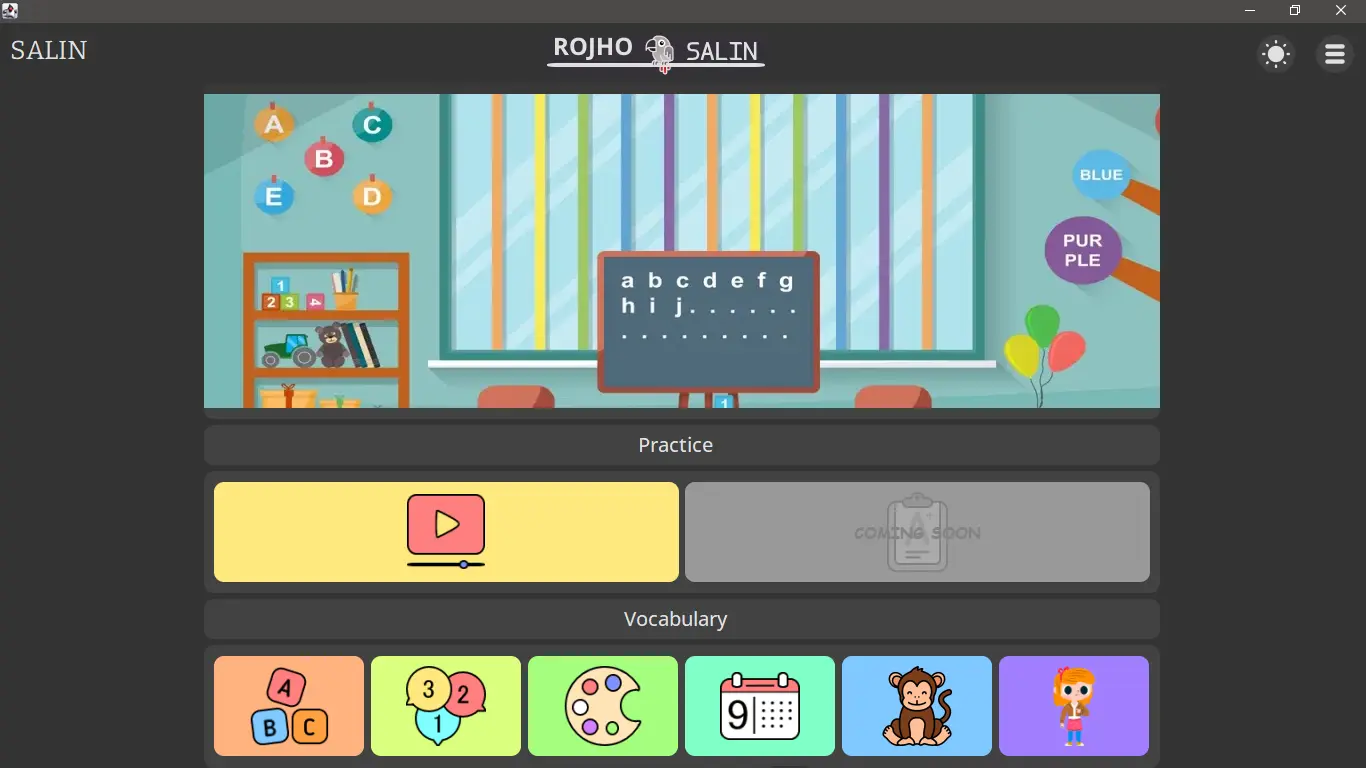 SALIN
ROJHO SALIN
A
C
B
E
D
BLUE
PUR
PLE
1
2 3 4
a b c d e f g
h i j . . . . . .
. . . . . . . . .
1
Practice
A+
COMING SOON
Vocabulary
A
B C
3 2
1
9